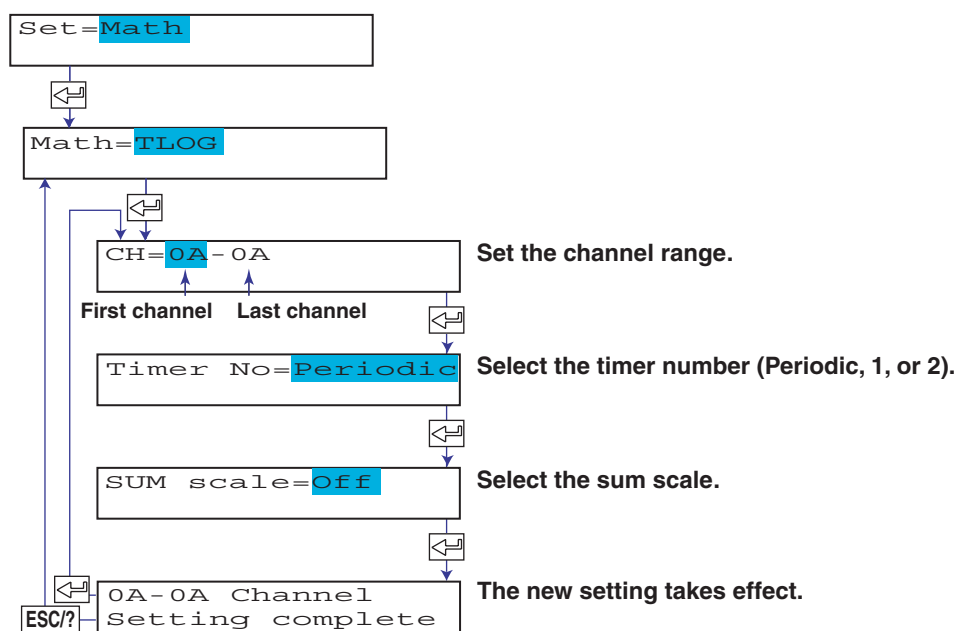 Set=Math
Math=TLOG
CH=0A-0A
Set the channel range.
First channel Last channel
Timer No=Periodic
Select the timer number (Periodic, 1, or 2).
SUM scale=Off
Select the sum scale.
0A-0A Channel
The new setting takes effect.
ESC/?
Setting complete